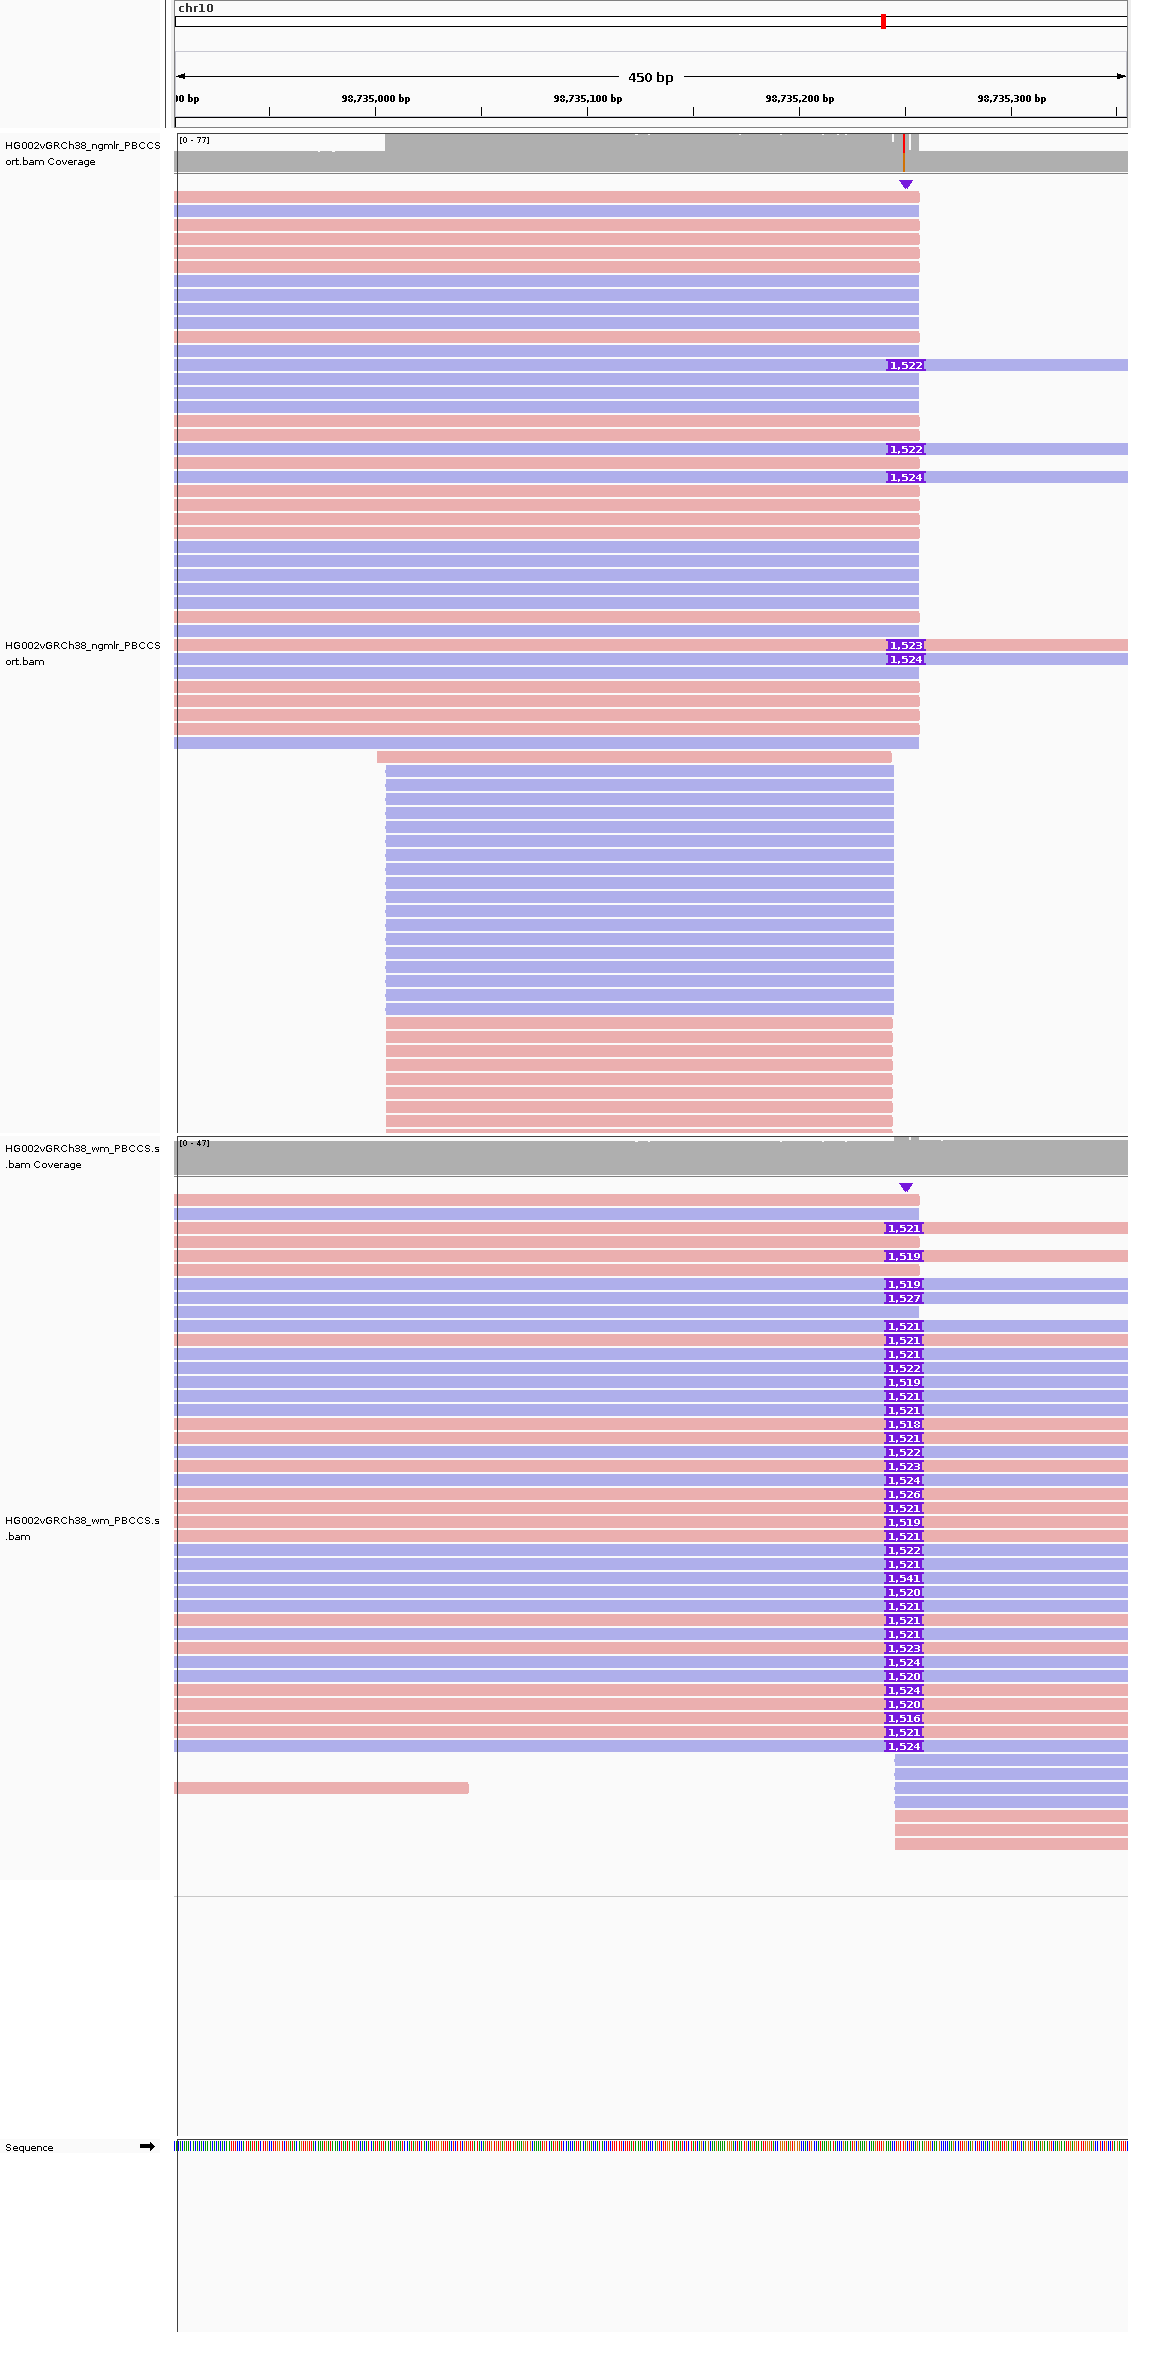 chr10
450 bp
00 bp 98,735,000 bp 98,735,100 bp 98,735,200 bp 98,735,300 bp
HG002vGRCh38_ngmlr_PBCCS
ort.bam Coverage
[0 - 77]
1,522
1,522
1,524
HG002vGRCh38_ngmlr_PBCCS
ort.bam
1,523
1,524
HG002vGRCh38_wm_PBCCS.s
.bam Coverage
[0 - 47]
1,521
1,519
1,519
1,527
1,521
1,521
1,521
1,522
1,519
1,521
1,521
1,518
1,521
1,522
1,523
1,524
1,526
1,521
1,519
1,521
1,522
1,521
1,541
1,520
1,521
1,521
1,521
1,523
1,524
1,520
1,524
1,520
1,516
1,521
1,524
HG002vGRCh38_wm_PBCCS.s
.bam
Sequence